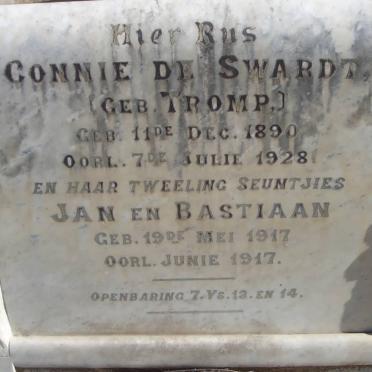 Hier Rus
CONNIE DE SWARDT,
(GEB. TROMP.)
GEB. 11DE DEC. 1890
OORL. 7DE JULIE 1928
EN HAAR TWEELING SEUNTJIES
JAN EN BASTIAAN
GEB. 19DE MEI 1917
OORL. JUNIE 1917.
OPENBARING 7. VS. 13. EN 14.